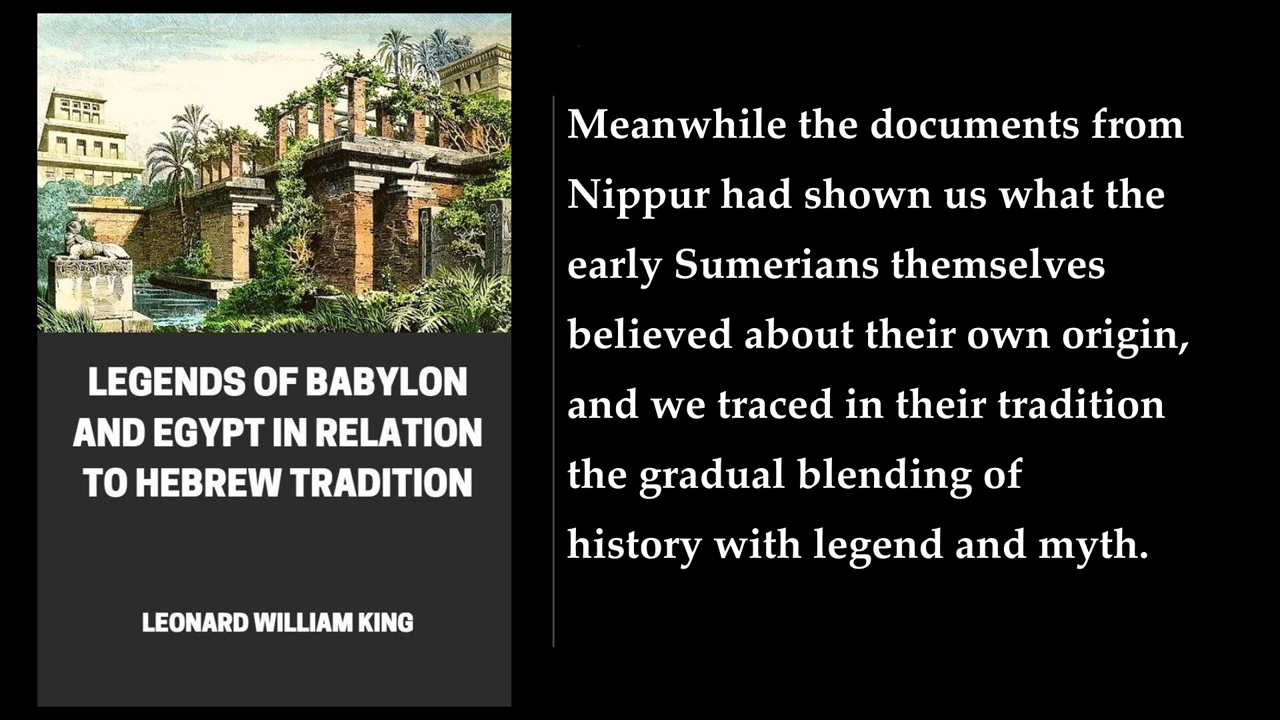 LEGENDS OF BABYLON
AND EGYPT IN RELATION
TO HEBREW TRADITION
LEONARD WILLIAM KING
Meanwhile the documents from
Nippur had shown us what the
early Sumerians themselves
believed about their own origin,
and we traced in their tradition
the gradual blending of
history with legend and myth.